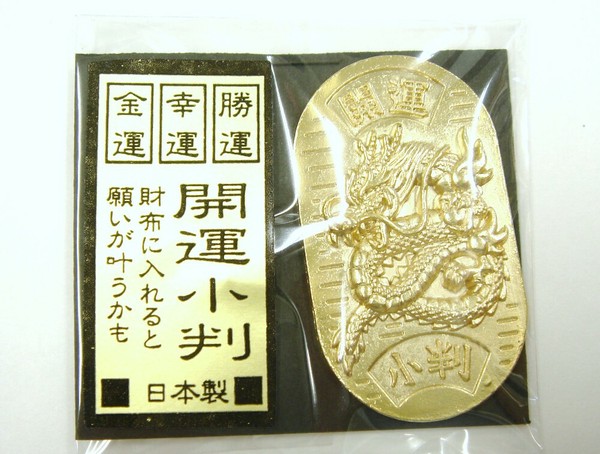 勝運
幸運
金運
開運小判
財布に入れると
願いが叶うかも
日本製
開運
小判